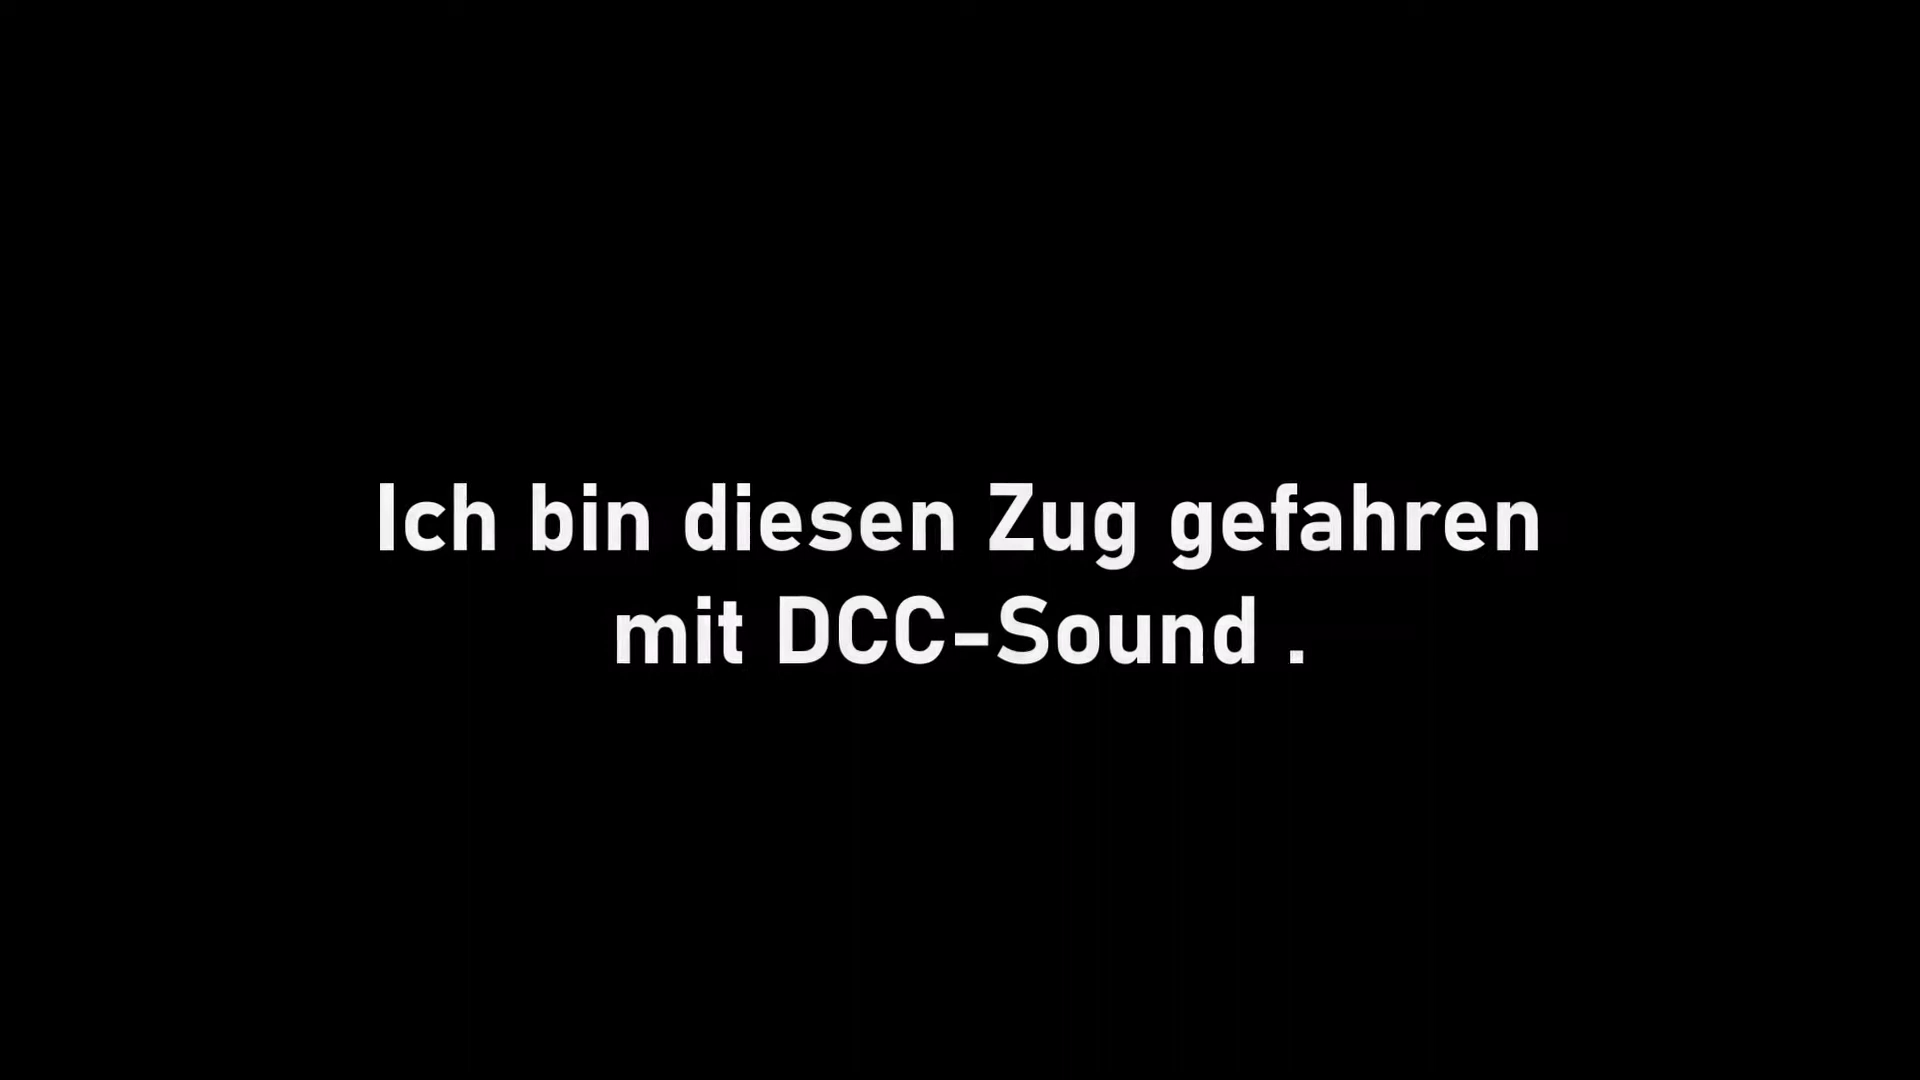 Ich bin diesen Zug gefahren
mit DCC-Sound .